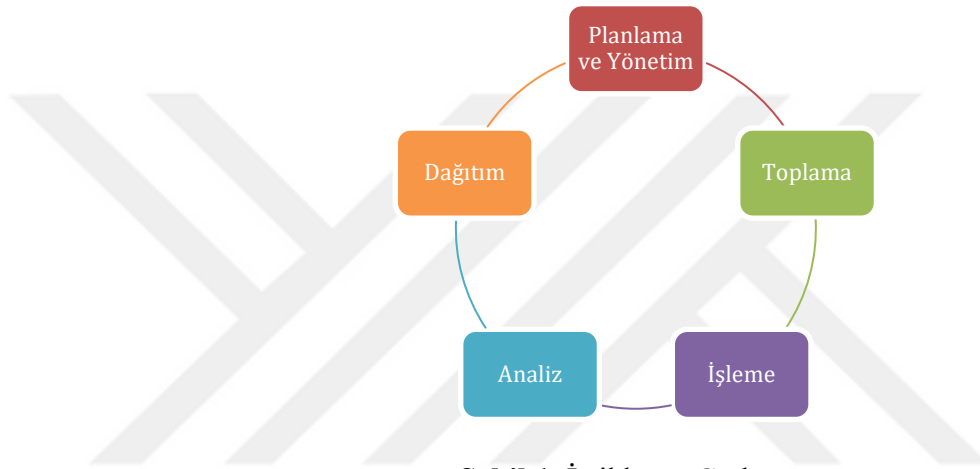 Planlama
ve Yönetim
Dağıtım
Toplama
Analiz
İşleme